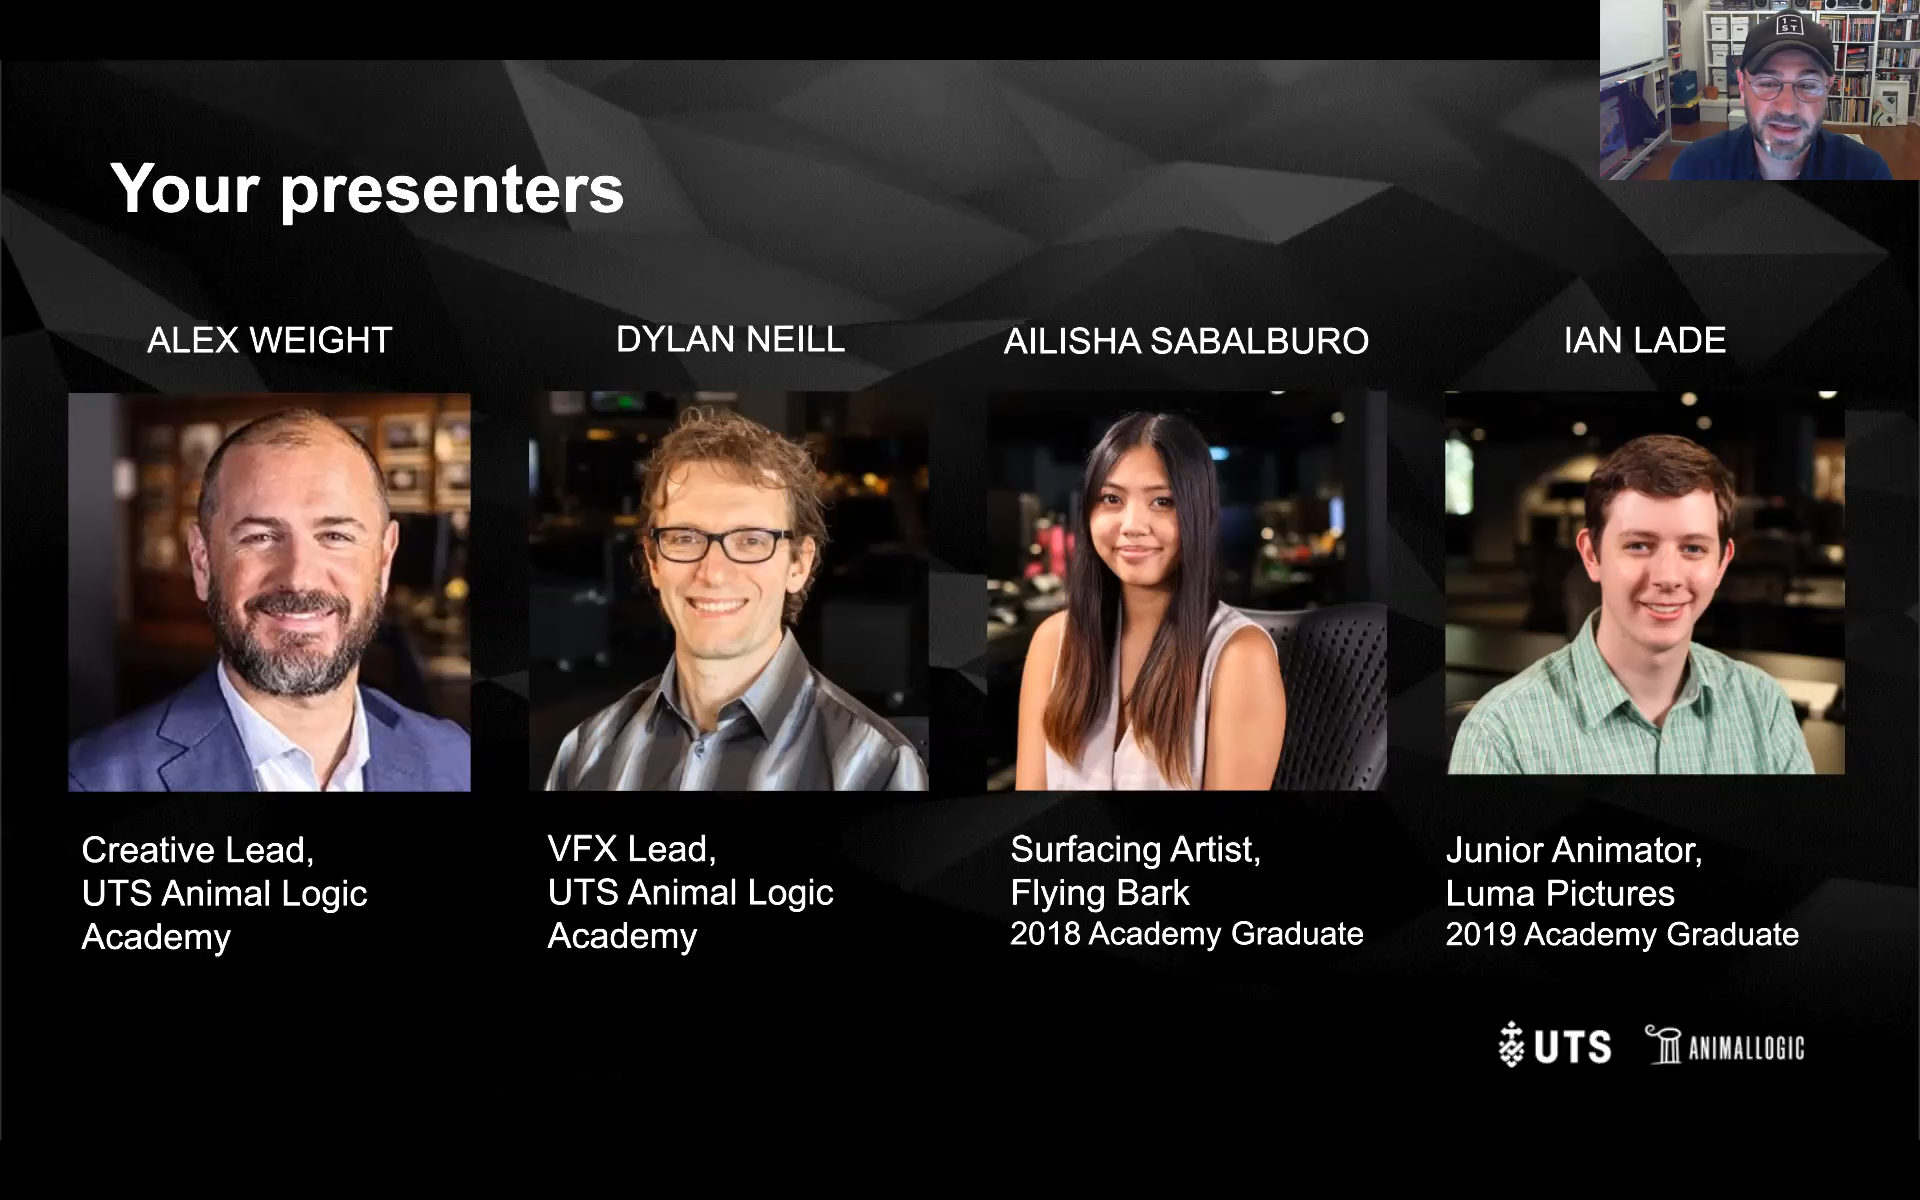 1–
ST
Your presenters
ALEX WEIGHT
DYLAN NEILL
AILISHA SABALBURO
IAN LADE
Creative Lead,
UTS Animal Logic
Academy
VFX Lead,
UTS Animal Logic
Academy
Surfacing Artist,
Flying Bark
2018 Academy Graduate
Junior Animator,
Luma Pictures
2019 Academy Graduate
UTS
ANIMALLOGIC